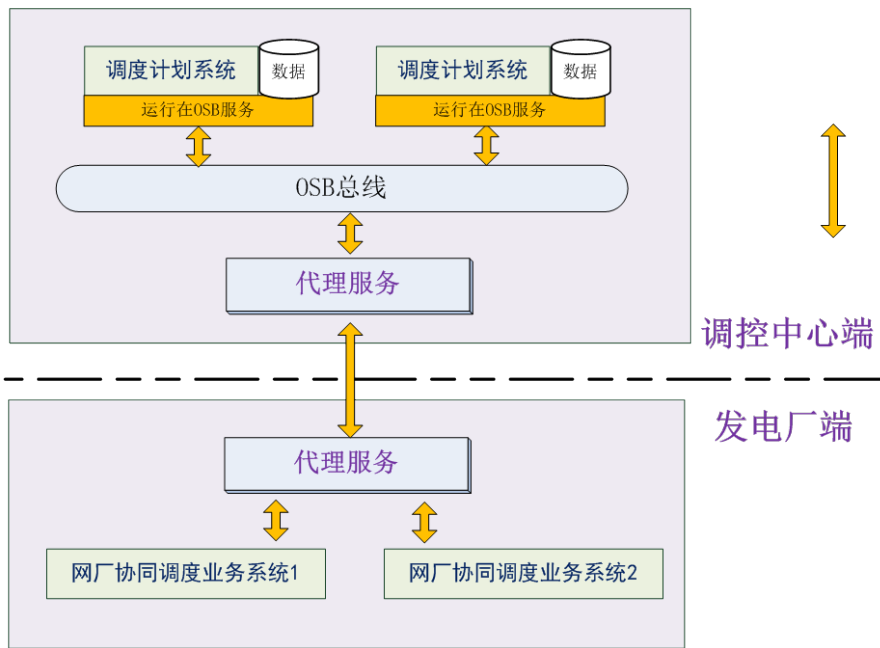 调度计划系统
数据
调度计划系统
数据
运行在OSB服务
运行在OSB服务
OSB总线
代理服务
调控中心端
发电厂端
代理服务
网厂协同调度业务系统1
网厂协同调度业务系统2